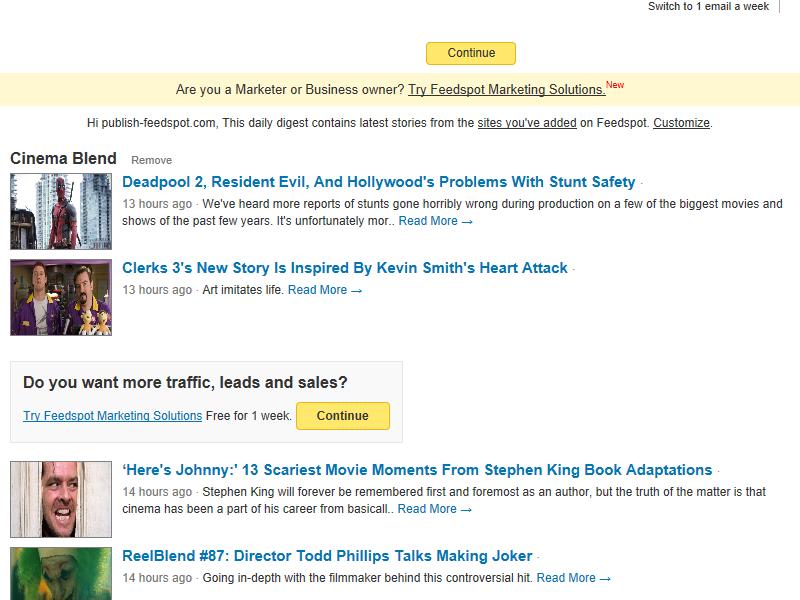 Switch to 1 email a week
Continue
Are you a Marketer or Business owner? Try Feedspot Marketing Solutions.New
Hi publish-feedspot.com, This daily digest contains latest stories from the sites you've added on Feedspot. Customize.
Cinema Blend Remove
Deadpool 2, Resident Evil, And Hollywood's Problems With Stunt Safety ·
13 hours ago · We've heard more reports of stunts gone horribly wrong during production on a few of the biggest movies and
shows of the past few years. It's unfortunately mor.. Read More →
Clerks 3's New Story Is Inspired By Kevin Smith's Heart Attack ·
13 hours ago · Art imitates life. Read More →
Do you want more traffic, leads and sales?
Try Feedspot Marketing Solutions Free for 1 week. Continue
‘Here's Johnny:' 13 Scariest Movie Moments From Stephen King Book Adaptations ·
14 hours ago · Stephen King will forever be remembered first and foremost as an author, but the truth of the matter is that
cinema has been a part of his career from basicall.. Read More →
ReelBlend #87: Director Todd Phillips Talks Making Joker ·
14 hours ago · Going in-depth with the filmmaker behind this controversial hit. Read More →